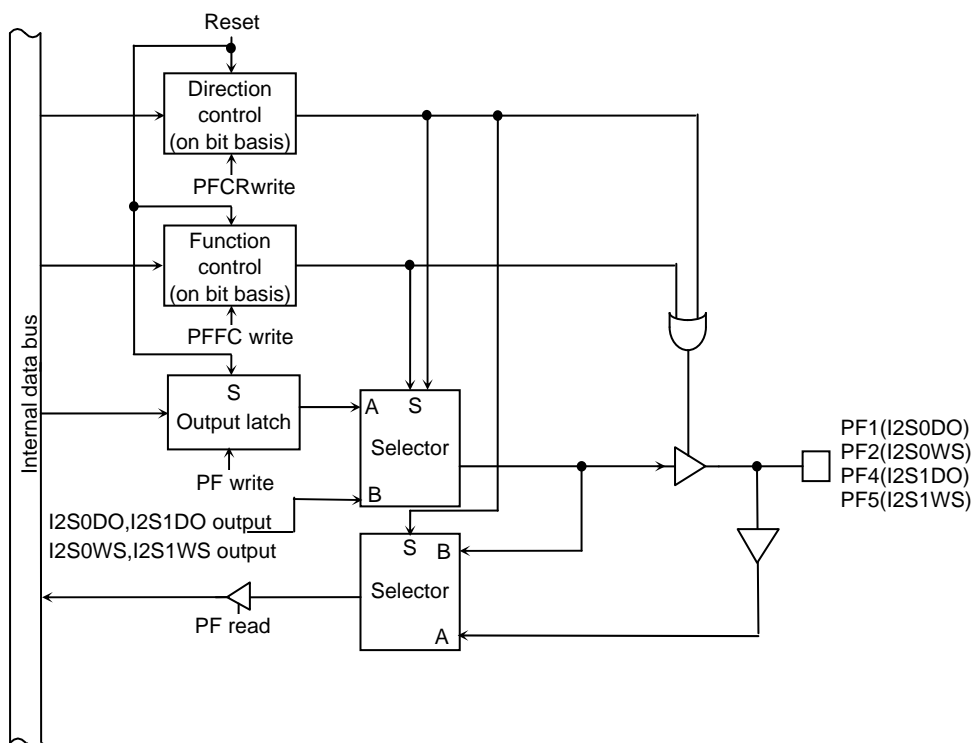 Reset
Direction
control
(on bit basis)
PFCRwrite
Function
control
(on bit basis)
PFFC write
Internal data bus
S
Output latch
PF write
A
S
Selector
B
I2S0DO,I2S1DO output
I2S0WS,I2S1WS output
S
B
Selector
A
PF read
PF1(I2S0DO)
PF2(I2S0WS)
PF4(I2S1DO)
PF5(I2S1WS)